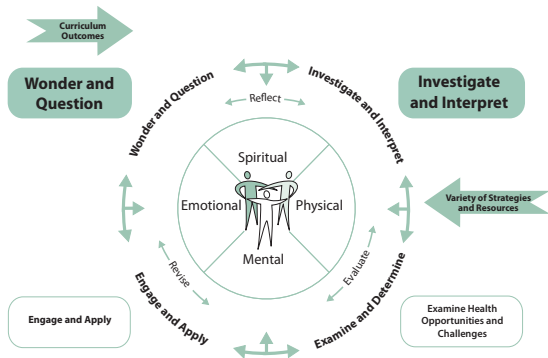 Curriculum
Outcomes
Wonder and
Question
Wonder and Question
Investigate and Interpret
Investigate
and Interpret
Reflect
Spiritual
Emotional
Physical
Mental
Variety of Strategies
and Resources
Revise
Evaluate
Engage and Apply
Examine and Determine
Engage and Apply
Examine Health
Opportunities and
Challenges